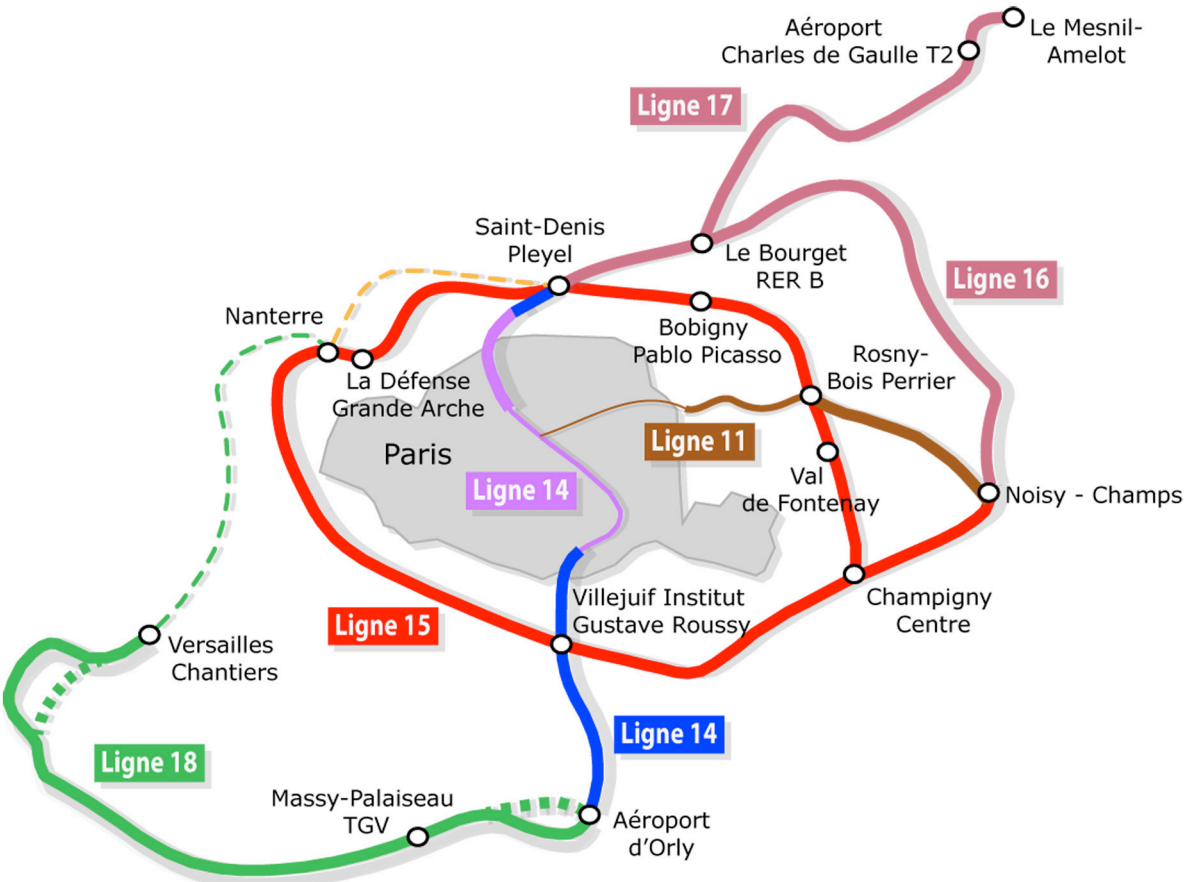 Aéroport
Charles de Gaulle T2
Le Mesnil-
Amelot
Ligne 17
Saint-Denis
Pleyel
Le Bourget
RER B
Ligne 16
Nanterre
Bobigny
Pablo Picasso
Rosny-
Bois Perrier
La Défense
Grande Arche
Ligne 11
Paris
Ligne 14
Val
de Fontenay
Noisy - Champs
Villejuif Institut
Gustave Roussy
Champigny
Centre
Ligne 15
Versailles
Chantiers
Ligne 14
Ligne 18
Massy-Palaiseau
TGV
Aéroport
d'Orly